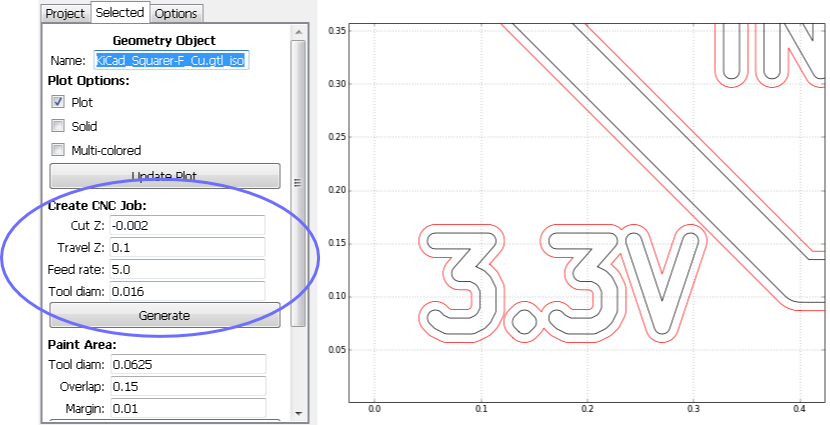 Project Selected Options
Geometry Object
Name: KiCad_Squarer-F_Cu.gtl_iso
Plot Options:
Plot
Solid
Multi-colored
Update Plot
Create CNC Job:
Cut Z: -0.002
Travel Z: 0.1
Feed rate: 5.0
Tool diam: 0.016
Generate
Paint Area:
Tool diam: 0.0625
Overlap: 0.15
Margin: 0.01
0.35
0.30
0.25
0.20
0.15
0.10
0.05
0.0 0.1 0.2 0.3 0.4
IN
3.3V